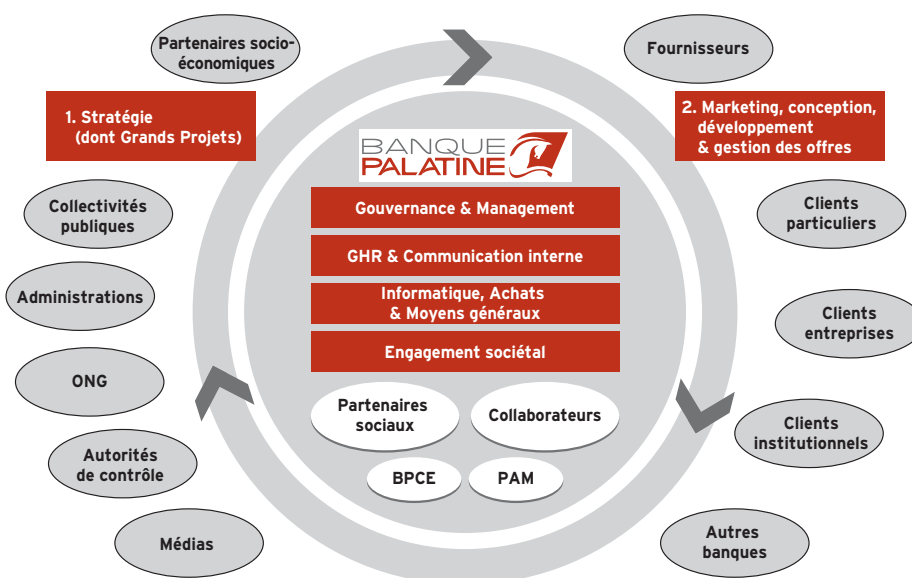 Partenaires socio-
économiques
Fournisseurs
1. Stratégie
(dont Grands Projets)
2. Marketing, conception,
développement
& gestion des offres
BANQUE
PALATINE
Gouvernance & Management
GHR & Communication interne
Informatique, Achats
& Moyens généraux
Engagement sociétal
Partenaires
sociaux
Collaborateurs
BPCE
PAM
Collectivités
publiques
Administrations
ONG
Autorités
de contrôle
Médias
Clients
particuliers
Clients
entreprises
Clients
institutionnels
Autres
banques